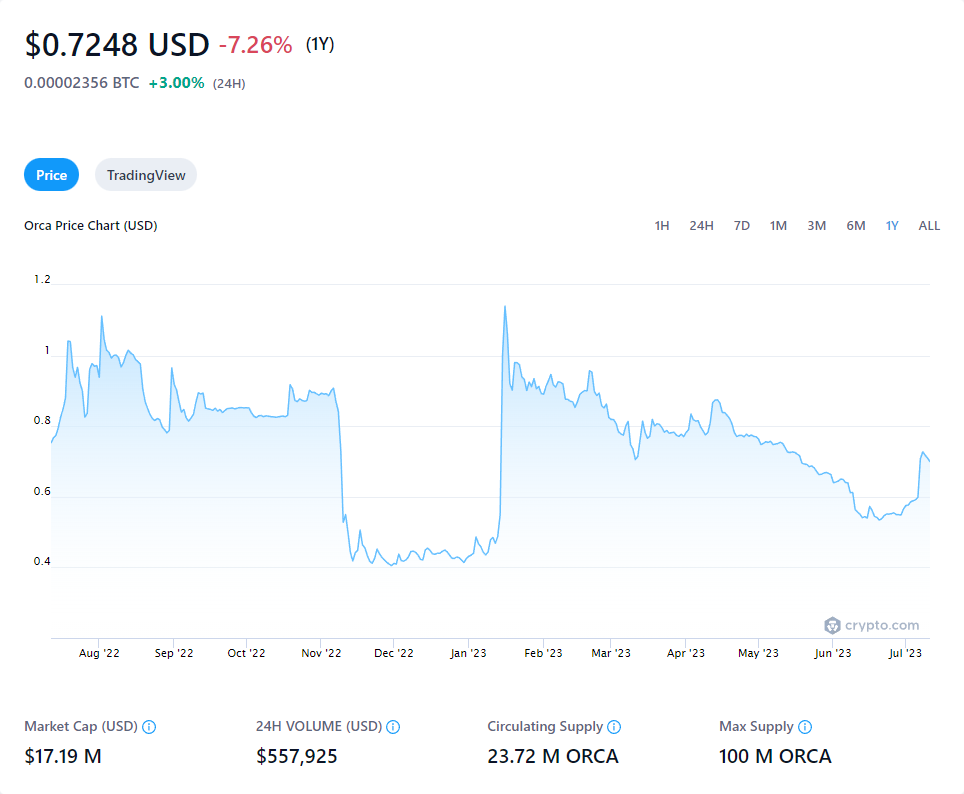 $0.7248 USD -7.26% (1Y)
0.00002356 BTC +3.00% (24H)
Price TradingView
Orca Price Chart (USD) 1H 24H 7D 1M 3M 6M 1Y ALL
1.2
1
0.8
0.6
0.4
crypto.com
Aug '22 Sep '22 Oct '22 Nov '22 Dec '22 Jan '23 Feb '23 Mar '23 Apr '23 May '23 Jun '23 Jul '23
Market Cap (USD) 24H VOLUME (USD) Circulating Supply Max Supply
$17.19 M $557,925 23.72 M ORCA 100 M ORCA